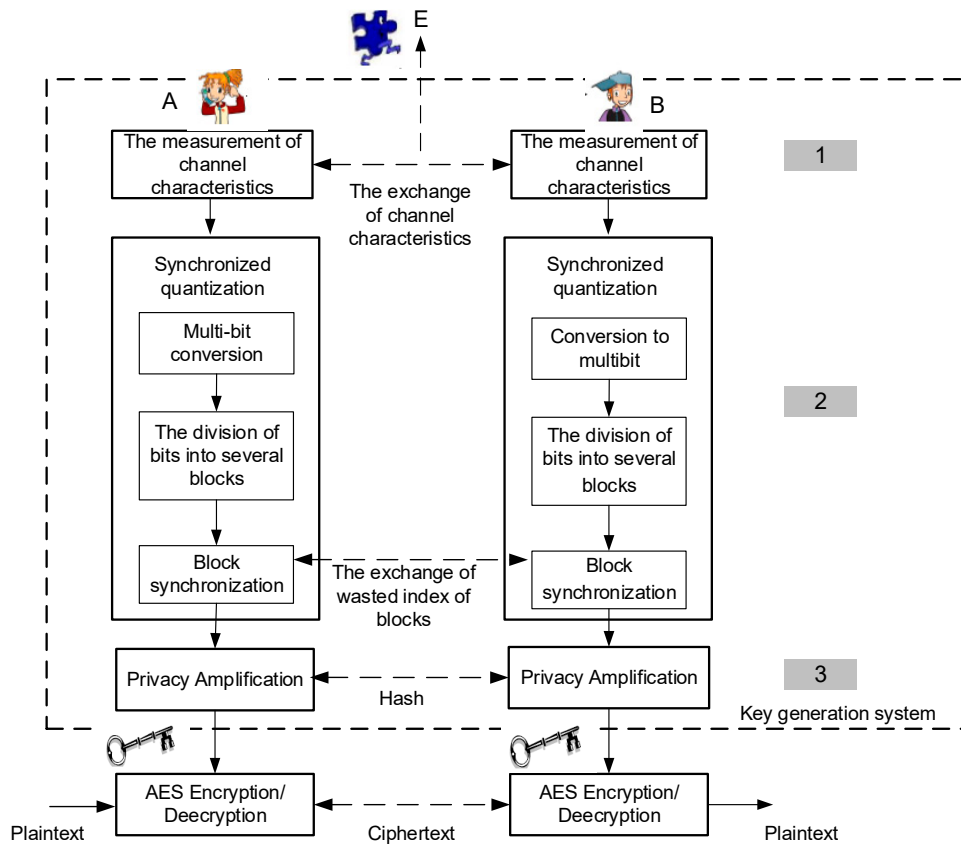 E
A
B
The measurement of
channel
characteristics
The measurement of
channel
characteristics
1
The exchange
of channel
characteristics
Synchronized
quantization
Synchronized
quantization
Multi-bit
conversion
Conversion to
multibit
2
The division of
bits into several
blocks
The division of
bits into several
blocks
Block
synchronization
Block
synchronization
The exchange of
wasted index of
blocks
Privacy Amplification
Privacy Amplification
3
Hash
Key generation system
AES Encryption/
Deecryption
AES Encryption/
Deecryption
Plaintext
Ciphertext
Plaintext